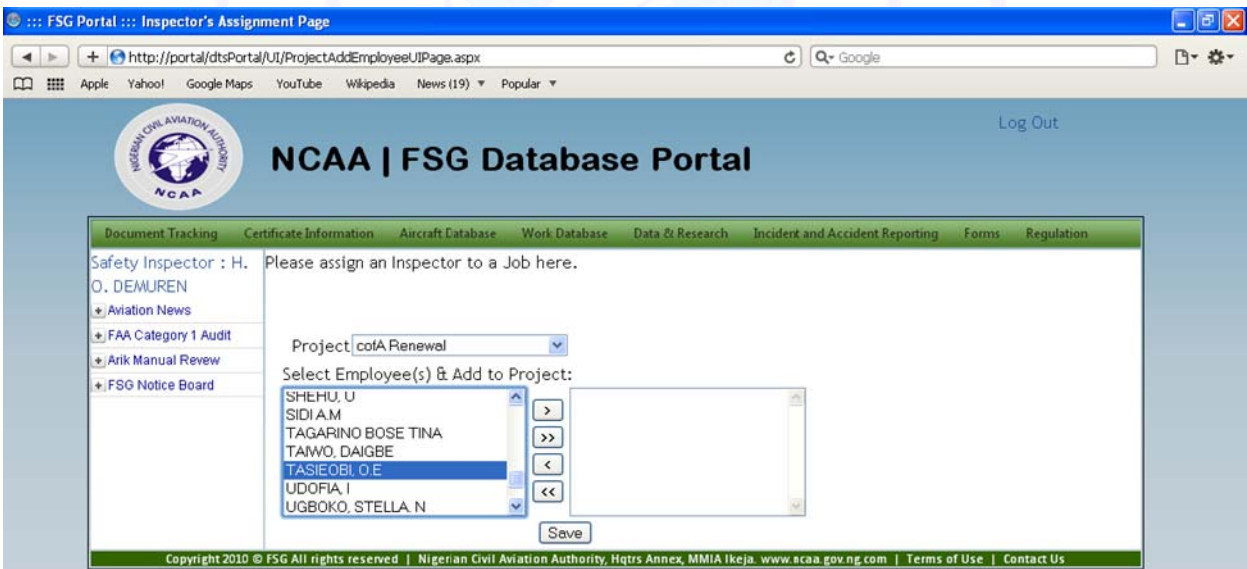 ::: FSG Portal ::: Inspector's Assignment Page
http://portal/dtsPortal/UI/ProjectAddEmployeeUIPage.aspx
Google
Apple Yahoo! Google Maps YouTube Wikipedia News (19) Popular
NIGERIAN CIVIL AVIATION AUTHORITY
NCAA
Log Out
NCAA | FSG Database Portal
Document Tracking Certificate Information Aircraft Database Work Database Data & Research Incident and Accident Reporting Forms Regulation
Safety Inspector : H.
O. DEMUREN
Aviation News
FAA Category 1 Audit
Arik Manual Revew
FSG Notice Board
Please assign an Inspector to a Job here.
Project cofA Renewal
Select Employee(s) & Add to Project:
SHEHU, U
SIDI A.M
TAGARINO BOSE TINA
TAIWO, DAIGBE
TASIEOBI, O.E
UDOFIA, I
UGBOKO, STELLA. N
>
>>
<
<<
Save
Copyright 2010 © FSG All rights reserved | Nigerian Civil Aviation Authority, Hqtrs Annex, MMIA Ikeja. www.ncaa.gov.ng.com | Terms of Use | Contact Us